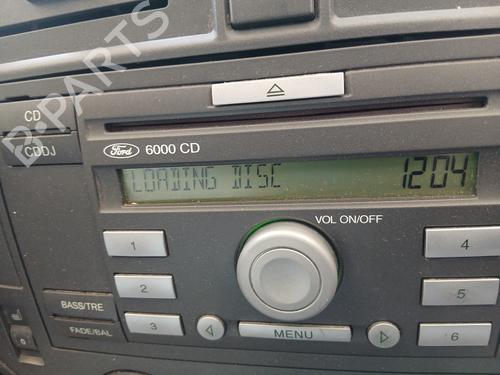 B-PARTS
CD
CDDJ
Ford 6000 CD
LOADING DISC 12:04
VOL ON/OFF
1
2
3
4
5
6
BASS/TRE
FADE/BAL
MENU